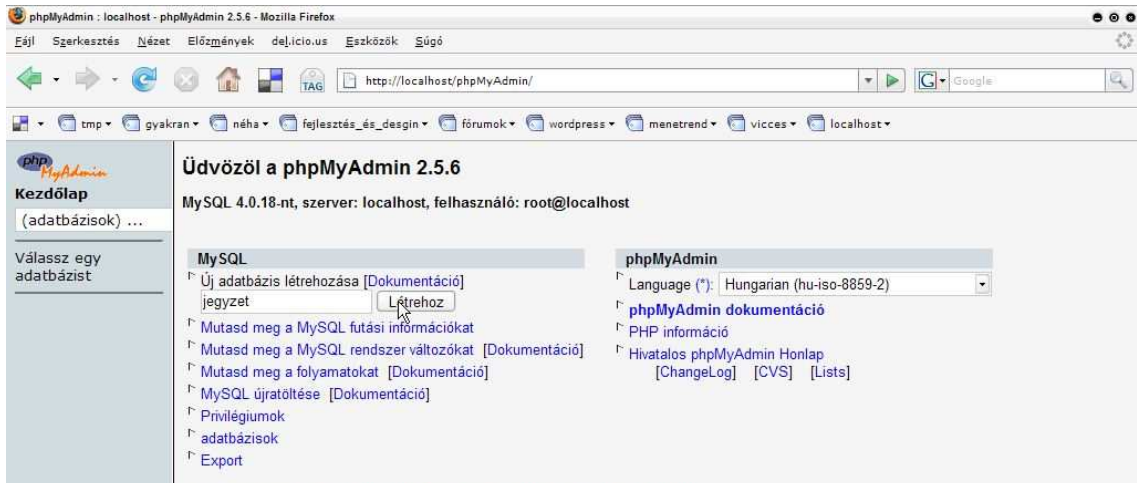 phpMyAdmin : localhost - phpMyAdmin 2.5.6 - Mozilla Firefox
Fájl Szerkesztés Nézet Előzmények del.icio.us Eszközök Súgó
TAG http://localhost/phpMyAdmin/ G Google
tmp gyakran néha fejlesztés_és_desgin fórumok wordpress menetrend vicces localhost
php MyAdmin
Kezdőlap
(adatbázisok) ...
Válassz egy
adatbázist
Üdvözöl a phpMyAdmin 2.5.6
MySQL 4.0.18-nt, szerver: localhost, felhasználó: root@localhost
MySQL
Új adatbázis létrehozása [Dokumentáció]
jegyzet Létrehoz
Mutasd meg a MySQL futási információkat
Mutasd meg a MySQL rendszer változókat [Dokumentáció]
Mutasd meg a folyamatokat [Dokumentáció]
MySQL újratöltése [Dokumentáció]
Privilégiumok
adatbázisok
Export
phpMyAdmin
Language (*): Hungarian (hu-iso-8859-2)
phpMyAdmin dokumentáció
PHP információ
Hivatalos phpMyAdmin Honlap
[ChangeLog] [CVS] [Lists]